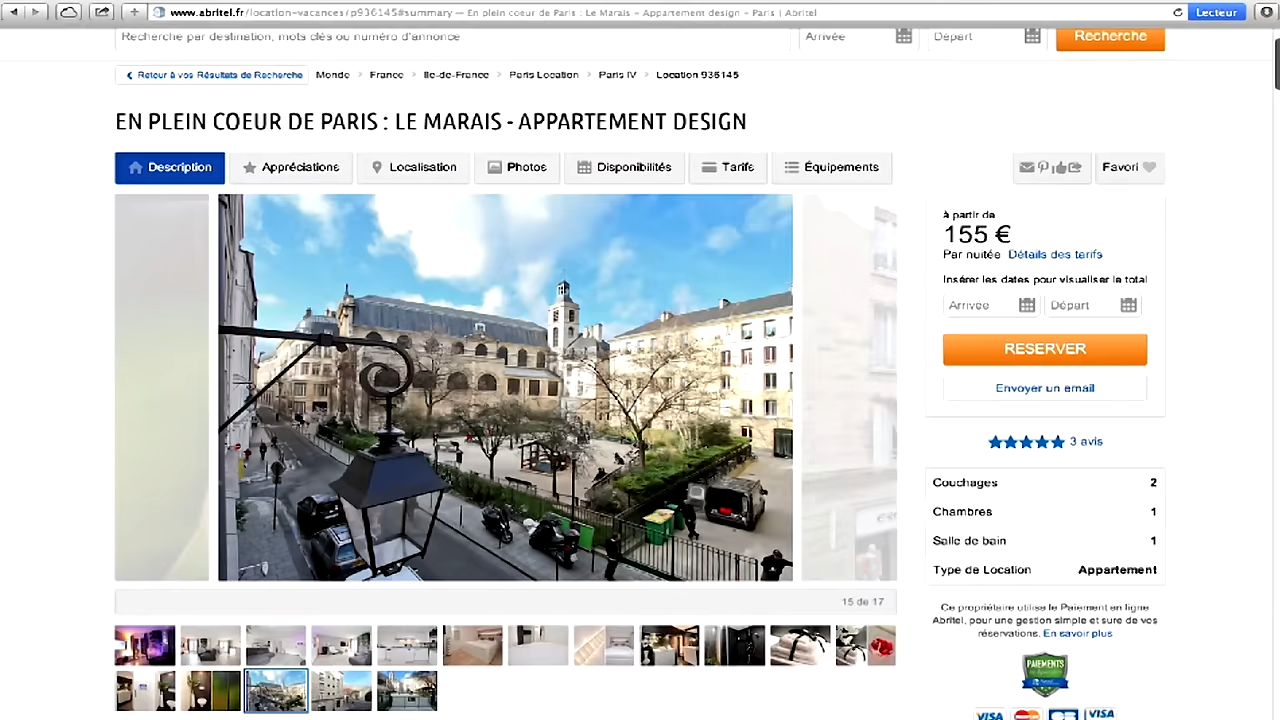 www.abritel.fr/location-vacances/p936145#summary — En plein coeur de Paris : Le Marais - Appartement design - Paris | Abritel
Lecteur
Recherche par destination, mots clés ou numéro d'annonce
Arrivée
Départ
Recherche
Retour à vos Résultats de Recherche
Monde > France > Ile-de-France > Paris Location > Paris IV > Location 936145
EN PLEIN COEUR DE PARIS : LE MARAIS - APPARTEMENT DESIGN
Description
Appréciations
Localisation
Photos
Disponibilités
Tarifs
Équipements
Favori
à partir de
155 €
Par nuitée Détails des tarifs
Insérer les dates pour visualiser le total
Arrivée
Départ
RESERVER
Envoyer un email
3 avis
Couchages 2
Chambres 1
Salle de bain 1
Type de Location Appartement
15 de 17
Ce propriétaire utilise le Paiement en ligne
Abritel, pour une gestion simple et sure de vos
réservations. En savoir plus
PAIEMENTS
VISA
VISA